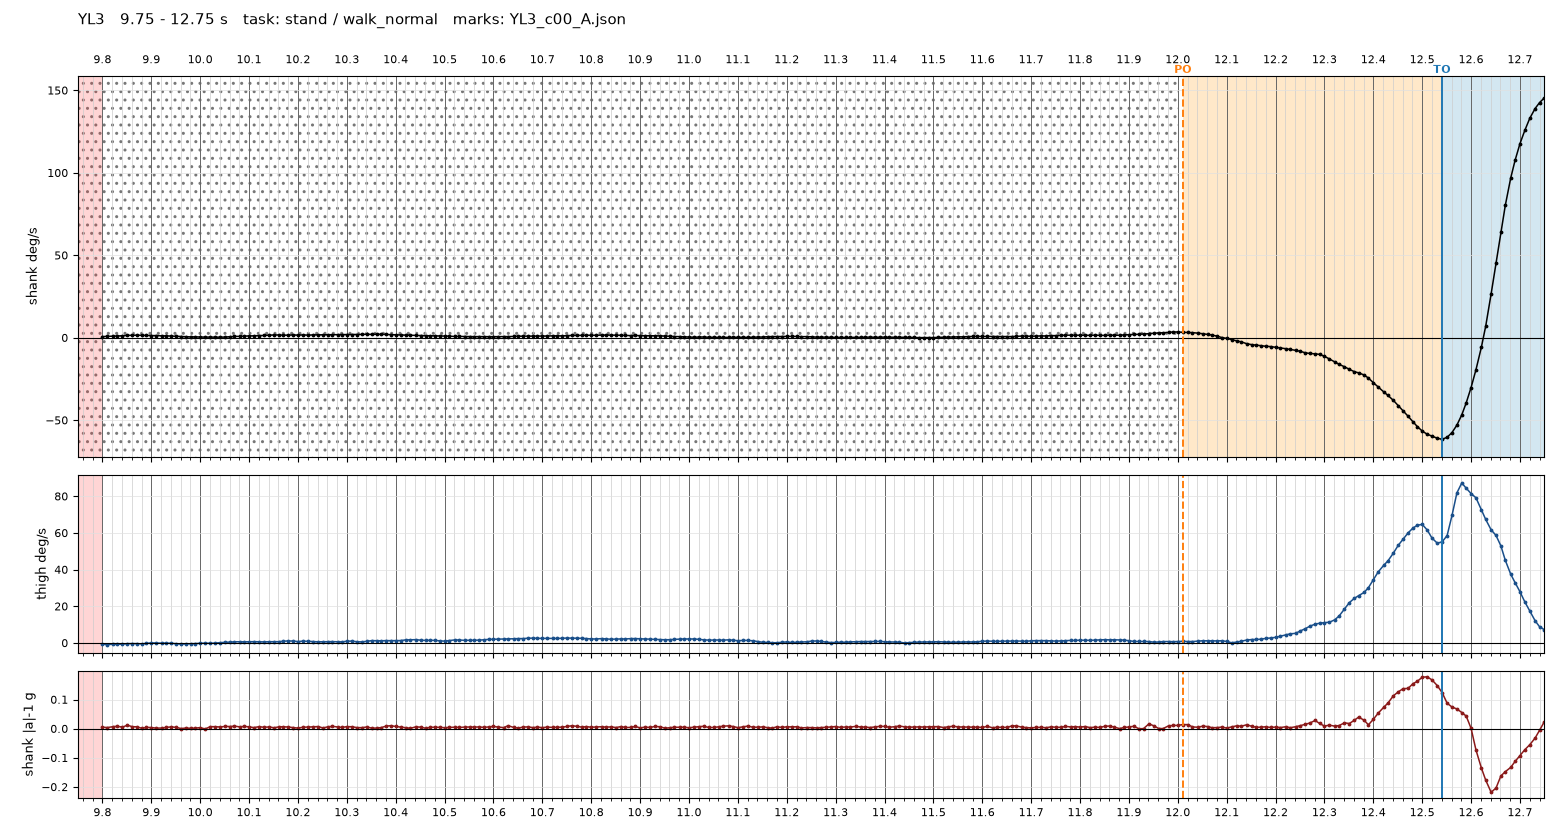 YL3   9.75 - 12.75 s   task: stand / walk_normal   marks: YL3_c00_A.json
9.8 9.9 10.0 10.1 10.2 10.3 10.4 10.5 10.6 10.7 10.8 10.9 11.0 11.1 11.2 11.3 11.4 11.5 11.6 11.7 11.8 11.9 12.0 12.1 12.2 12.3 12.4 12.5 12.6 12.7
PO TO
shank deg/s
150
100
50
0
−50
thigh deg/s
80
60
40
20
0
shank |a|-1 g
0.1
0.0
−0.1
−0.2
9.8 9.9 10.0 10.1 10.2 10.3 10.4 10.5 10.6 10.7 10.8 10.9 11.0 11.1 11.2 11.3 11.4 11.5 11.6 11.7 11.8 11.9 12.0 12.1 12.2 12.3 12.4 12.5 12.6 12.7